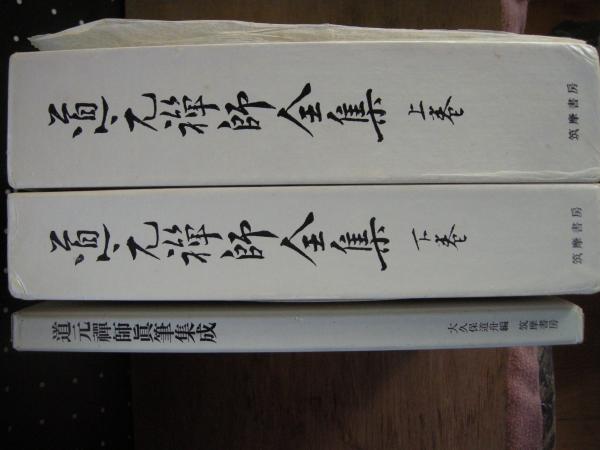 道元禅師全集 上巻 筑摩書房
道元禅師全集 下巻 筑摩書房
道元禪師眞筆集成 大久保道舟編 筑摩書房